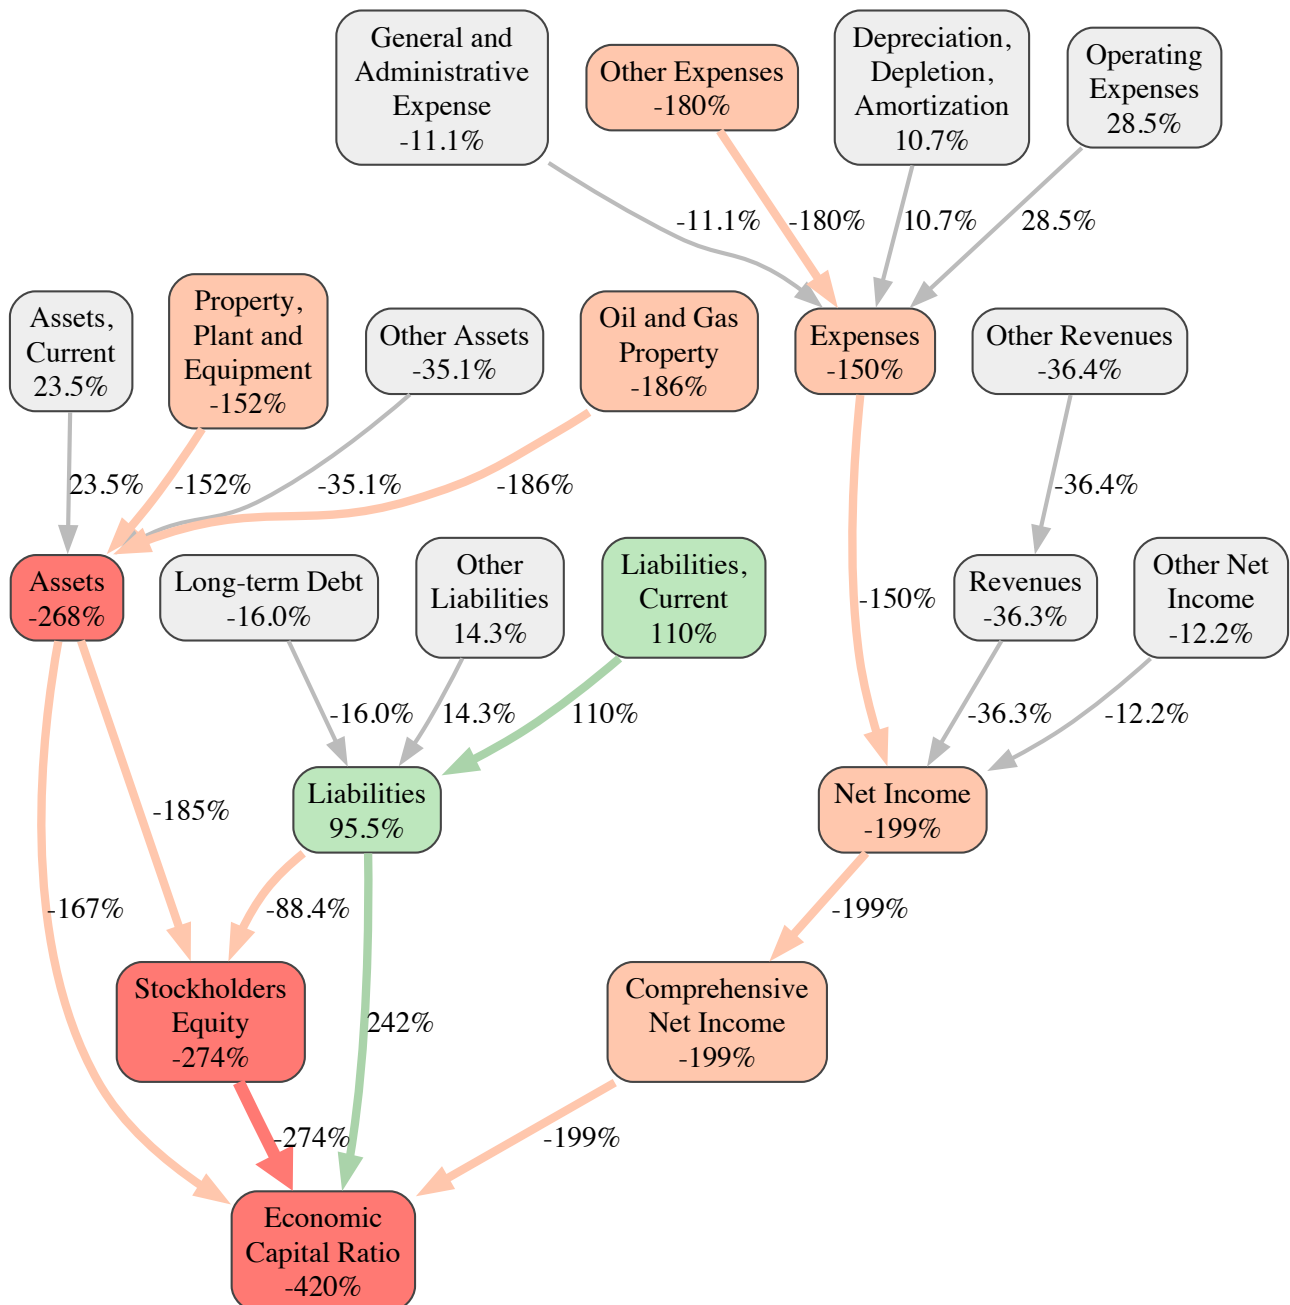 General and
Administrative
Expense
-11.1%
Other Expenses
-180%
Depreciation,
Depletion,
Amortization
10.7%
Operating
Expenses
28.5%
-11.1%
-180%
10.7%
28.5%
Assets,
Current
23.5%
Property,
Plant and
Equipment
-152%
Other Assets
-35.1%
Oil and Gas
Property
-186%
Expenses
-150%
Other Revenues
-36.4%
23.5%
-152%
-35.1%
-186%
-36.4%
Assets
-268%
Long-term Debt
-16.0%
Other
Liabilities
14.3%
Liabilities,
Current
110%
-150%
Revenues
-36.3%
Other Net
Income
-12.2%
-16.0%
14.3%
110%
-36.3%
-12.2%
-185%
Liabilities
95.5%
Net Income
-199%
-167%
-88.4%
-199%
Stockholders
Equity
-274%
242%
Comprehensive
Net Income
-199%
-274%
-199%
Economic
Capital Ratio
-420%